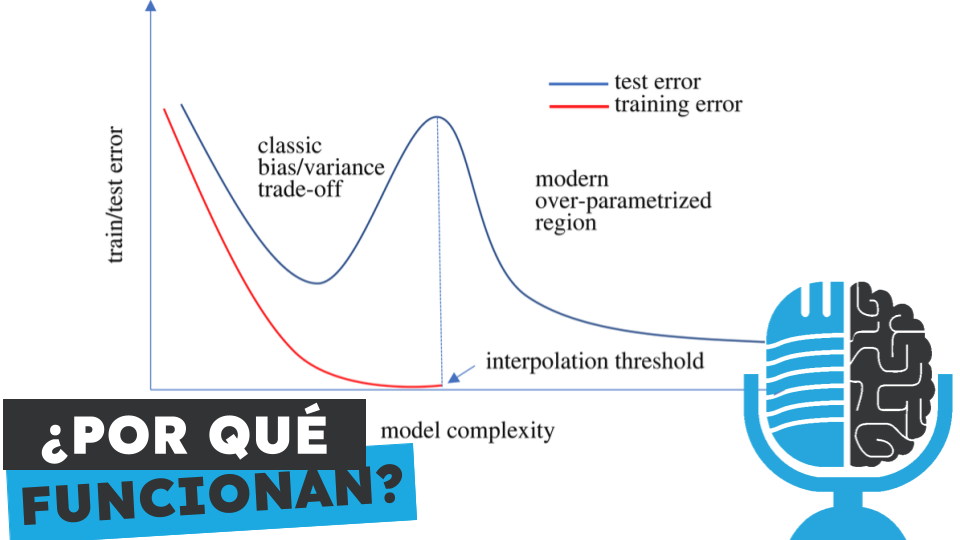 test error
training error
classic
bias/variance
trade-off
modern
over-parametrized
region
train/test error
interpolation threshold
model complexity
¿POR QUÉ
FUNCIONAN?